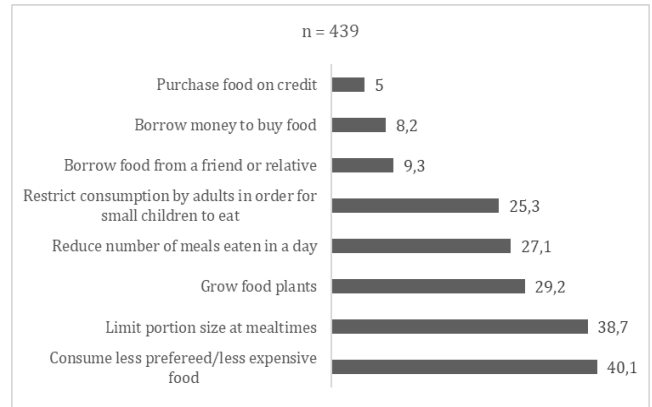 n = 439
Purchase food on credit
5
Borrow money to buy food
8,2
Borrow food from a friend or relative
9,3
Restrict consumption by adults in order for
small children to eat
25,3
Reduce number of meals eaten in a day
27,1
Grow food plants
29,2
Limit portion size at mealtimes
38,7
Consume less prefereed/less expensive
food
40,1